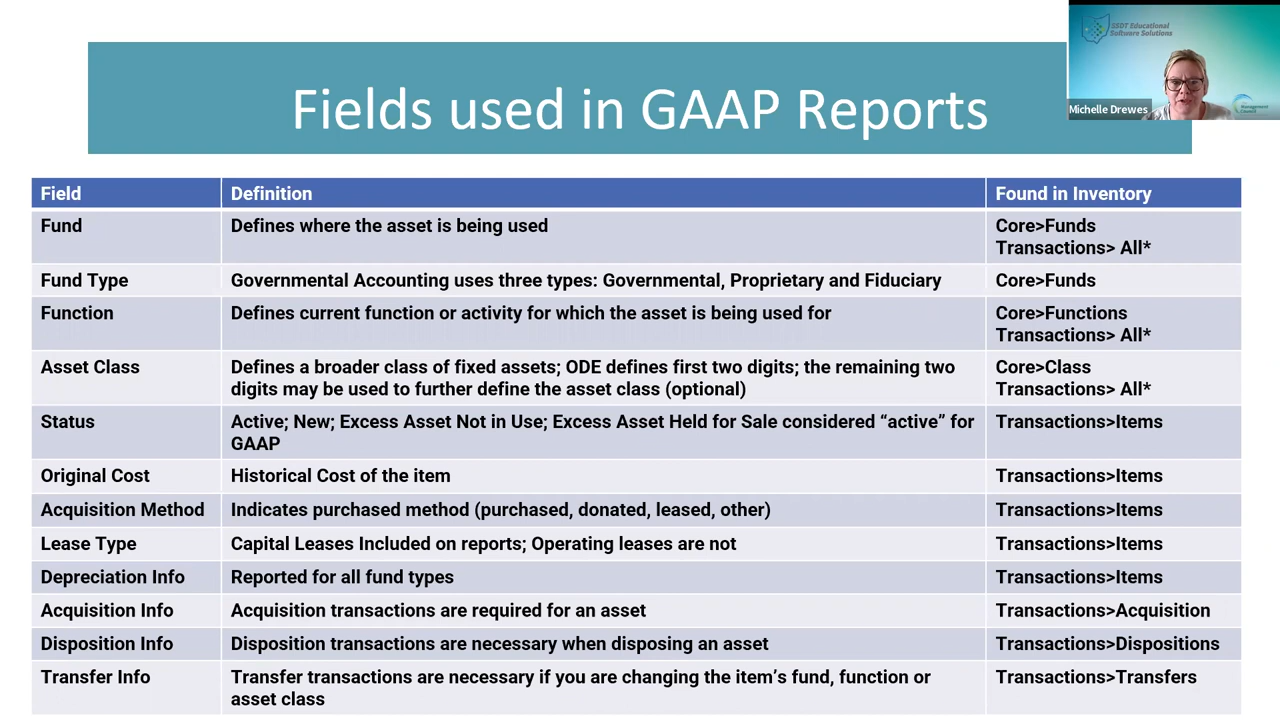 SSDT Educational
Software Solutions
Michelle Drewes
Management
Council
Fields used in GAAP Reports
Field Definition Found in Inventory
Fund Defines where the asset is being used Core>Funds
Transactions> All*
Fund Type Governmental Accounting uses three types: Governmental, Proprietary and Fiduciary Core>Funds
Function Defines current function or activity for which the asset is being used for Core>Functions
Transactions> All*
Asset Class Defines a broader class of fixed assets; ODE defines first two digits; the remaining two Core>Class
digits may be used to further define the asset class (optional) Transactions> All*
Status Active; New; Excess Asset Not in Use; Excess Asset Held for Sale considered “active” for Transactions>Items
GAAP
Original Cost Historical Cost of the item Transactions>Items
Acquisition Method Indicates purchased method (purchased, donated, leased, other) Transactions>Items
Lease Type Capital Leases Included on reports; Operating leases are not Transactions>Items
Depreciation Info Reported for all fund types Transactions>Items
Acquisition Info Acquisition transactions are required for an asset Transactions>Acquisition
Disposition Info Disposition transactions are necessary when disposing an asset Transactions>Dispositions
Transfer Info Transfer transactions are necessary if you are changing the item’s fund, function or Transactions>Transfers
asset class